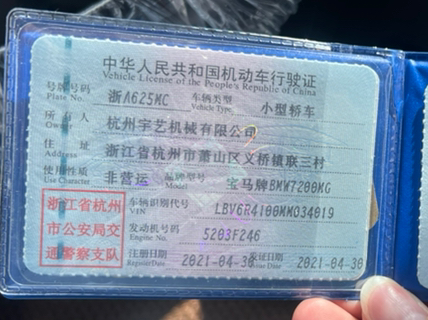 中华人民共和国机动车行驶证
Vehicle License of the People's Republic of China
号牌号码 浙A625MC 车辆类型 小型轿车
Plate No. Vehicle Type
所有人 杭州宇艺机械有限公司
Owner
住址 浙江省杭州市萧山区义桥镇联三村
Address
使用性质 非营运 品牌型号 宝马牌BMW7200MG
Use Character Model
浙江省杭州
市公安局交
通警察支队
车辆识别代号 LBV6R4100MM034019
VIN
发动机号码 5203F246
Engine No.
注册日期 2021-04-30 发证日期 2021-04-30
Register Date Issue Date